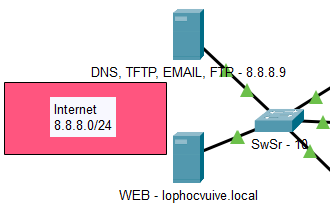 DNS, TFTP, EMAIL, FTP - 8.8.8.9
Internet
8.8.8.0/24
SwSr - 10
WEB - lophocvuive.local